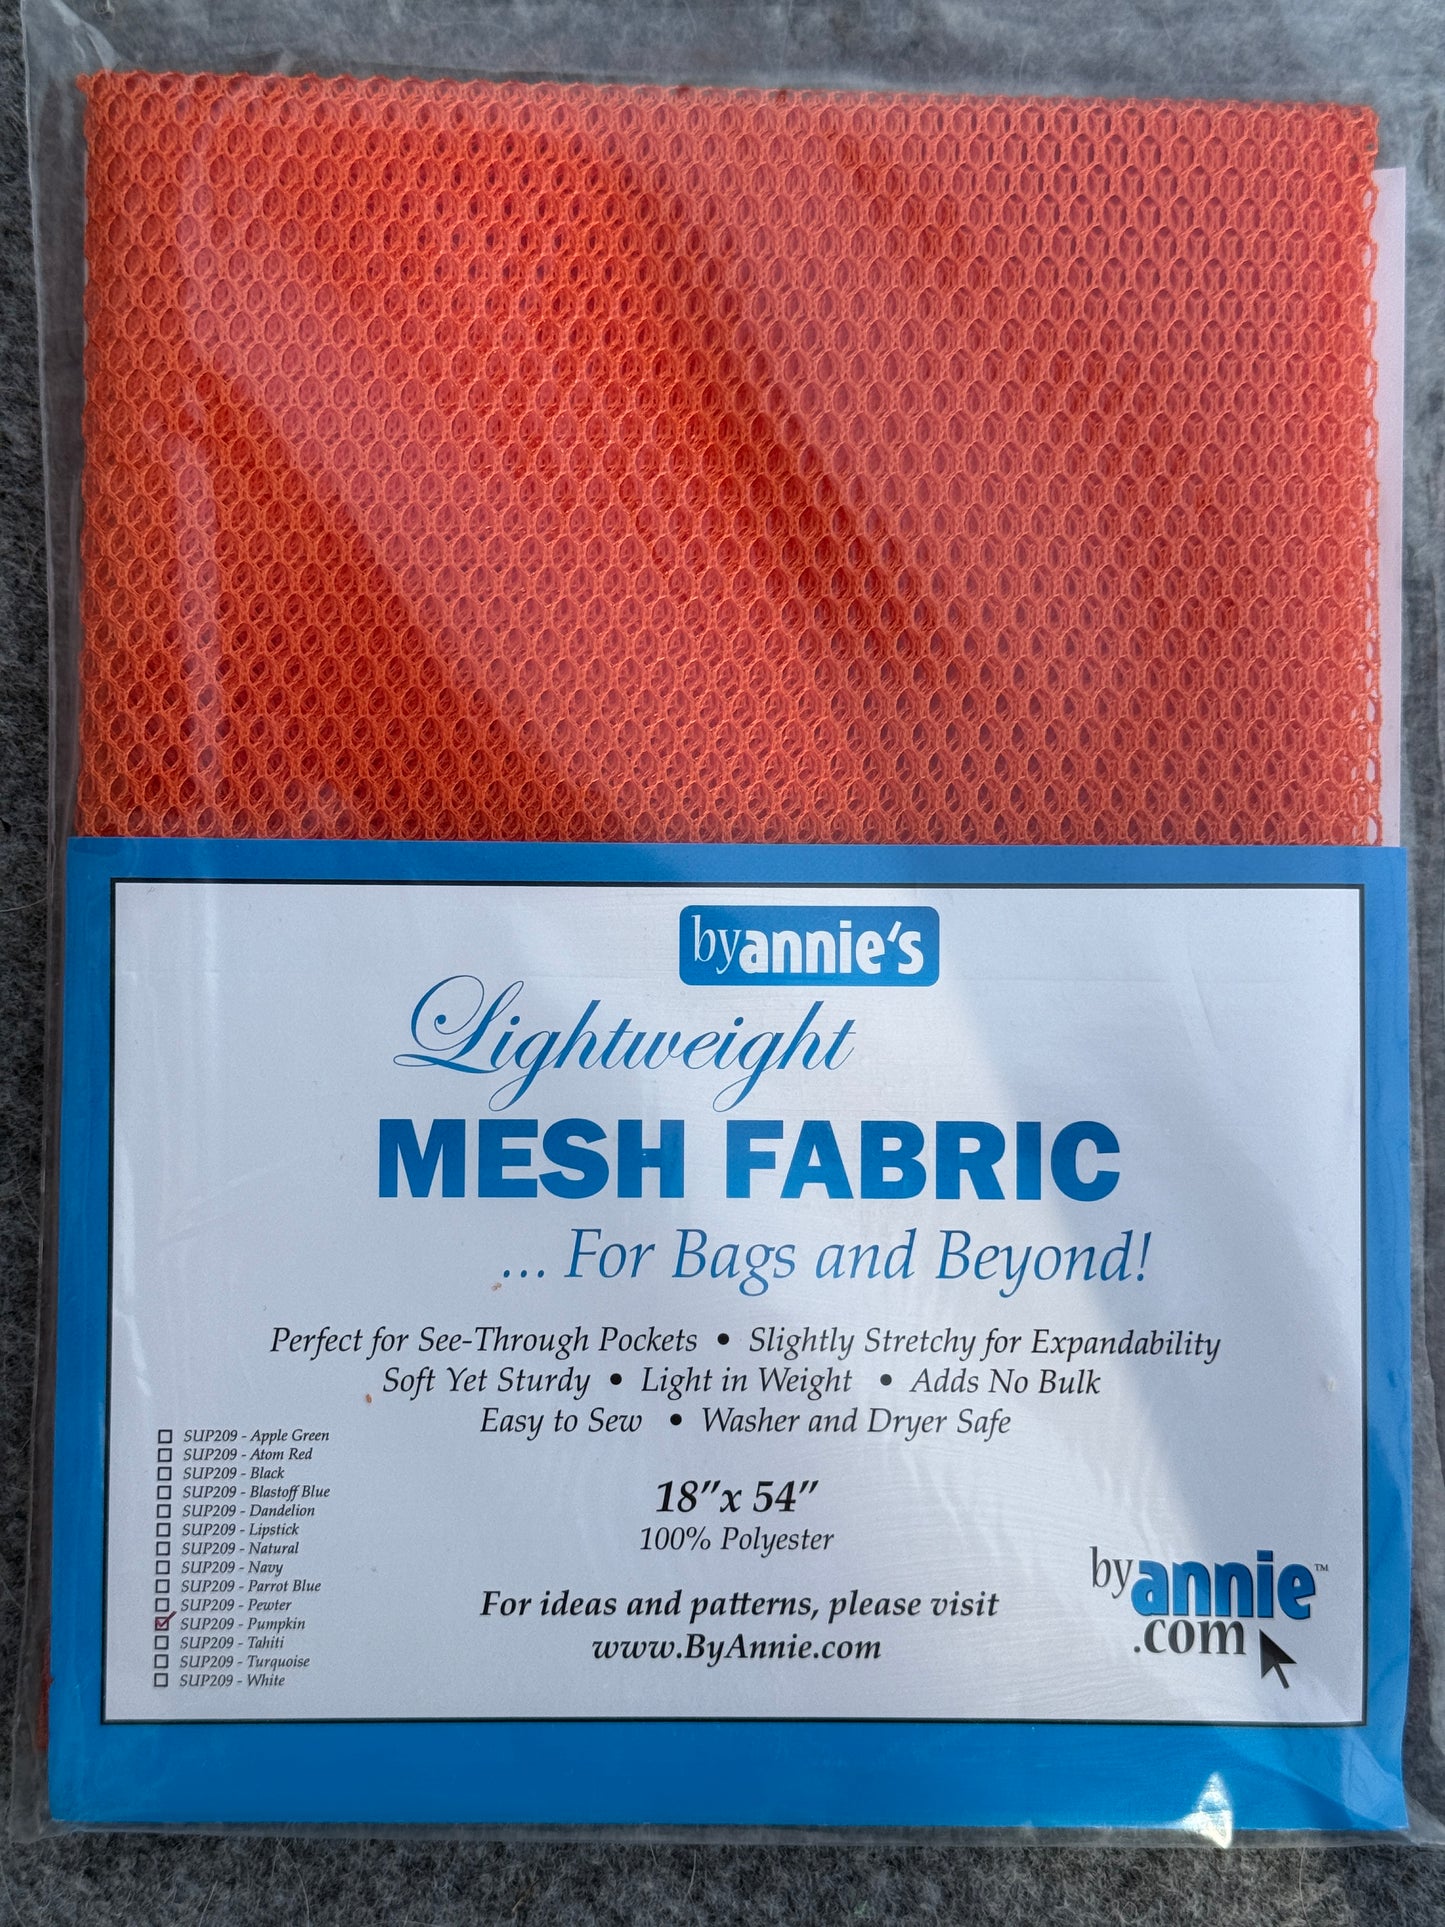 byannie's
Lightweight
MESH FABRIC
... For Bags and Beyond!
Perfect for See-Through Pockets • Slightly Stretchy for Expandability
Soft Yet Sturdy • Light in Weight • Adds No Bulk
Easy to Sew • Washer and Dryer Safe
SUP209 - Apple Green
SUP209 - Atom Red
SUP209 - Black
SUP209 - Blastoff Blue
SUP209 - Dandelion
SUP209 - Lipstick
SUP209 - Natural
SUP209 - Navy
SUP209 - Parrot Blue
SUP209 - Pewter
SUP209 - Pumpkin
SUP209 - Tahiti
SUP209 - Turquoise
SUP209 - White
18"x 54"
100% Polyester
For ideas and patterns, please visit
www.ByAnnie.com
byannie™
.com